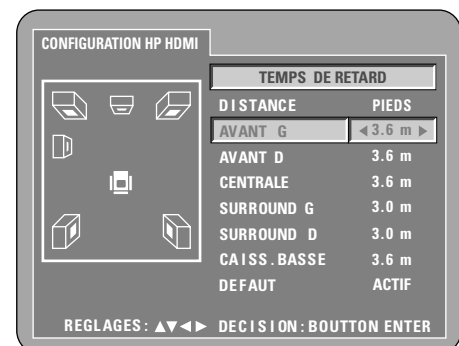 CONFIGURATION HP HDMI
TEMPS DE RETARD
DISTANCE PIEDS
AVANT G ◀ 3.6 m ▶
AVANT D 3.6 m
CENTRALE 3.6 m
SURROUND G 3.0 m
SURROUND D 3.0 m
CAISS.BASSE 3.6 m
DEFAUT ACTIF
REGLAGES: ▲▼◀▶ DECISION:BOUTTON ENTER